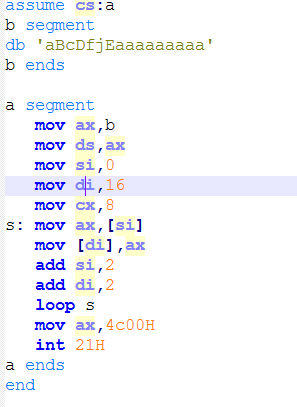 assume cs:a
b segment
db 'aBcDfjEaaaaaaaaa'
b ends

a segment
   mov ax,b
   mov ds,ax
   mov si,0
   mov di,16
   mov cx,8
s: mov ax,[si]
   mov [di],ax
   add si,2
   add di,2
   loop s
   mov ax,4c00H
   int 21H
a ends
end